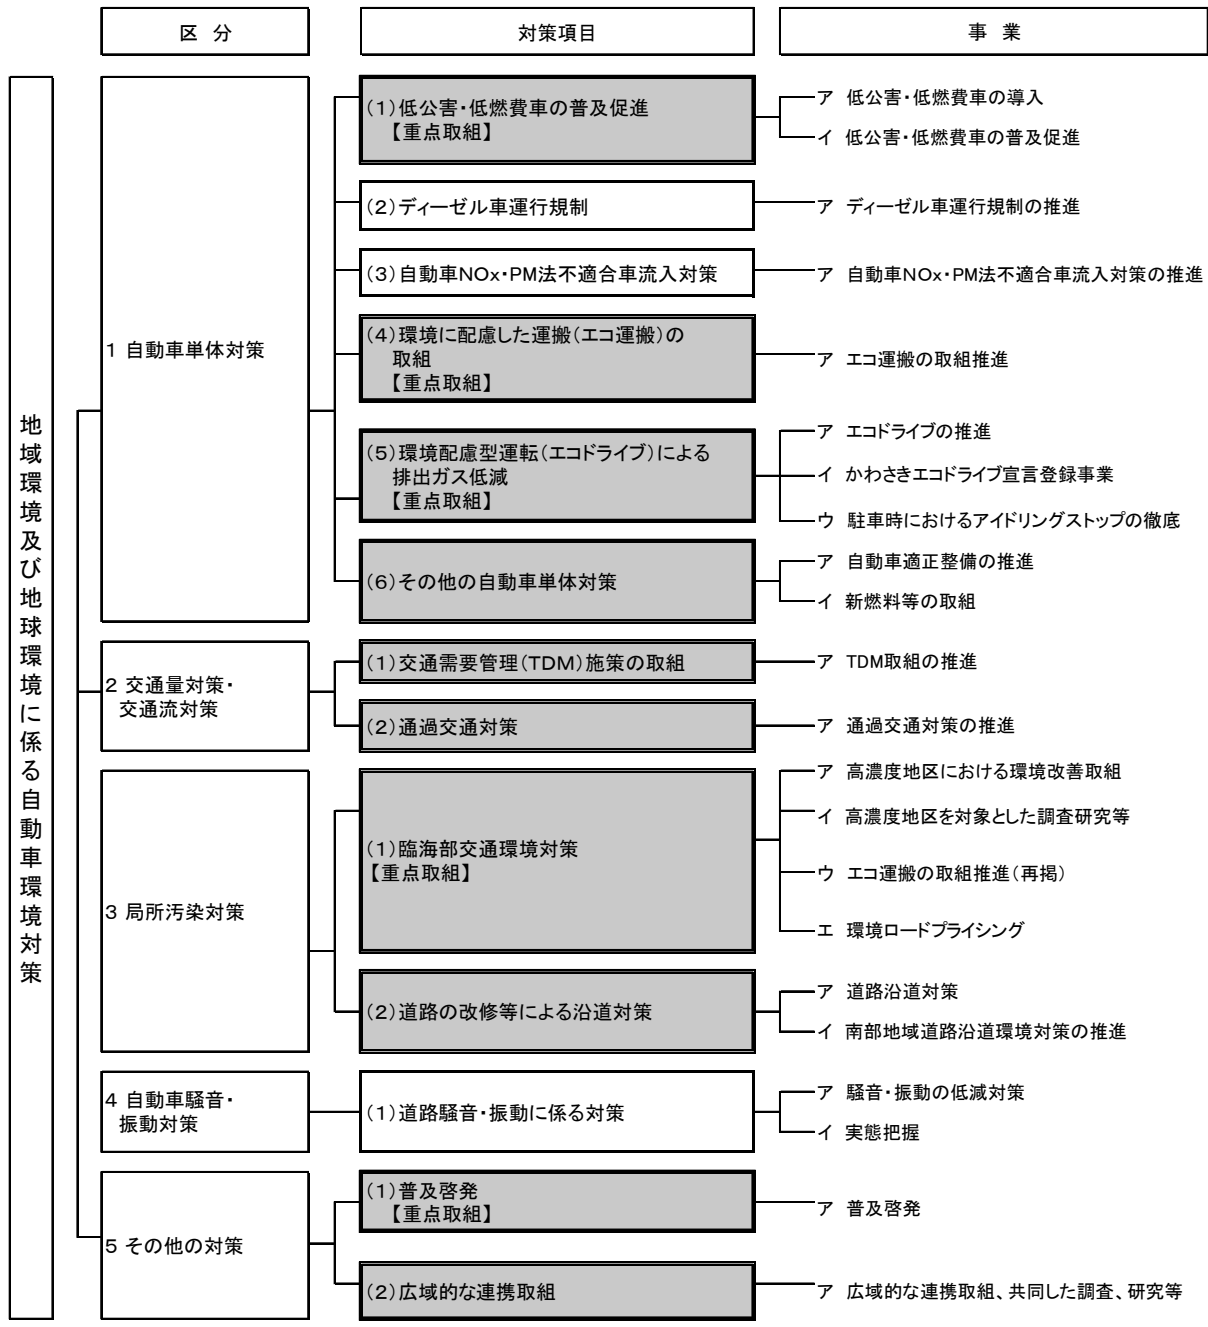 区 分
対策項目
事 業
地域環境及び地球環境に係る自動車環境対策
1 自動車単体対策
(1)低公害・低燃費車の普及促進
【重点取組】
ア 低公害・低燃費車の導入
イ 低公害・低燃費車の普及促進
(2)ディーゼル車運行規制
ア ディーゼル車運行規制の推進
(3)自動車NOx・PM法不適合車流入対策
ア 自動車NOx・PM法不適合車流入対策の推進
(4)環境に配慮した運搬(エコ運搬)の
取組
【重点取組】
ア エコ運搬の取組推進
(5)環境配慮型運転(エコドライブ)による
排出ガス低減
【重点取組】
ア エコドライブの推進
イ かわさきエコドライブ宣言登録事業
ウ 駐車時におけるアイドリングストップの徹底
(6)その他の自動車単体対策
ア 自動車適正整備の推進
イ 新燃料等の取組
2 交通量対策・
交通流対策
(1)交通需要管理(TDM)施策の取組
ア TDM取組の推進
(2)通過交通対策
ア 通過交通対策の推進
3 局所汚染対策
(1)臨海部交通環境対策
【重点取組】
ア 高濃度地区における環境改善取組
イ 高濃度地区を対象とした調査研究等
ウ エコ運搬の取組推進(再掲)
エ 環境ロードプライシング
(2)道路の改修等による沿道対策
ア 道路沿道対策
イ 南部地域道路沿道環境対策の推進
4 自動車騒音・
振動対策
(1)道路騒音・振動に係る対策
ア 騒音・振動の低減対策
イ 実態把握
5 その他の対策
(1)普及啓発
【重点取組】
ア 普及啓発
(2)広域的な連携取組
ア 広域的な連携取組、共同した調査、研究等